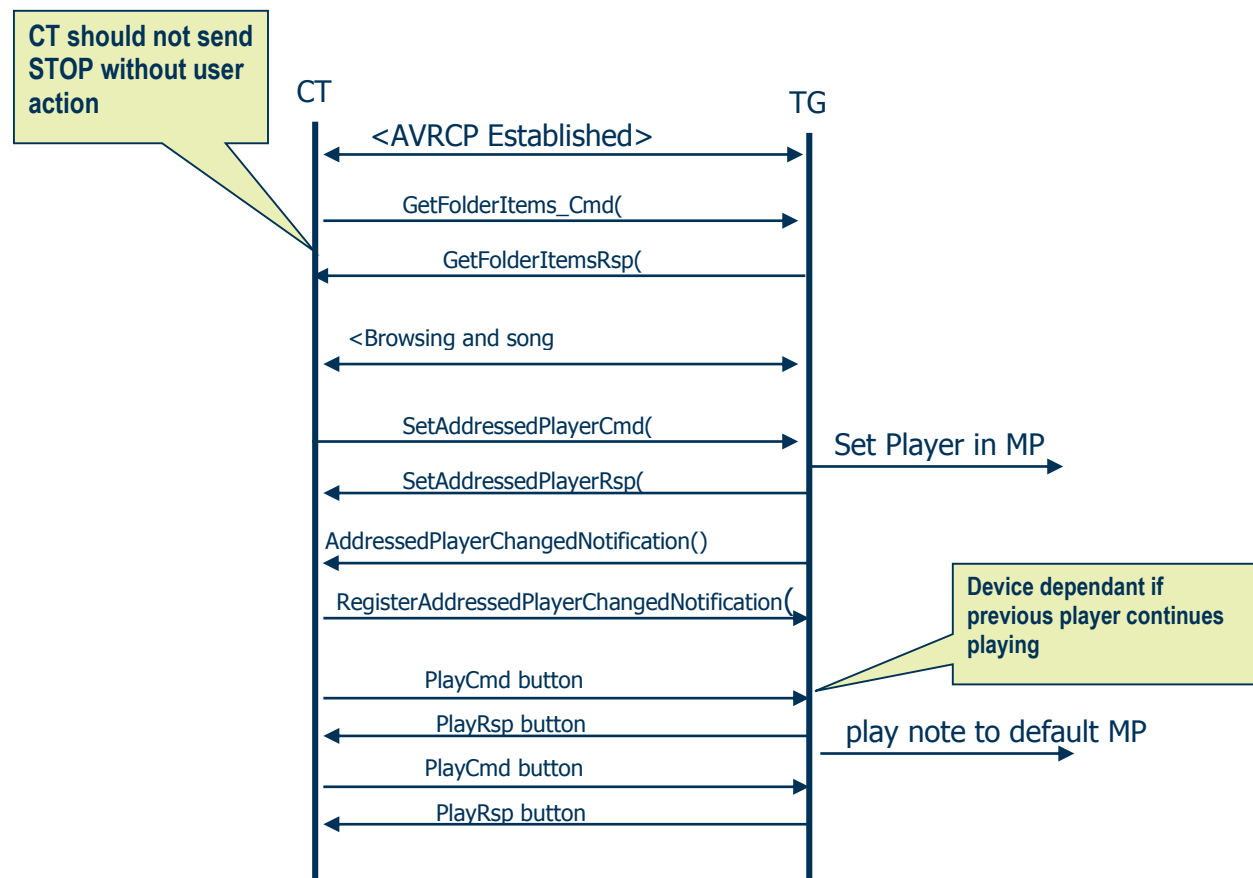 CT should not send
STOP without user
action
CT
TG
<AVRCP Established>
GetFolderItems_Cmd(
GetFolderItemsRsp(
<Browsing and song
SetAddressedPlayerCmd(
Set Player in MP
SetAddressedPlayerRsp(
AddressedPlayerChangedNotification()
RegisterAddressedPlayerChangedNotification(
Device dependant if
previous player continues
playing
PlayCmd button
PlayRsp button
play note to default MP
PlayCmd button
PlayRsp button